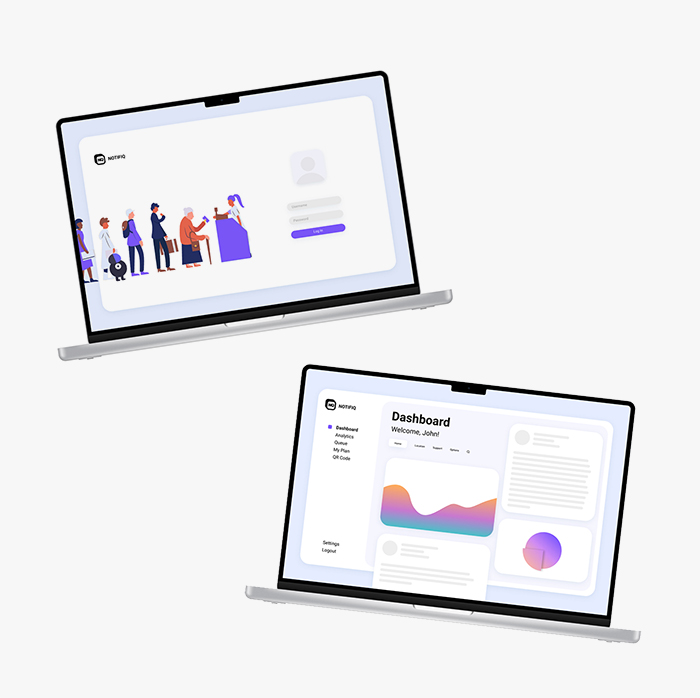 NOTIFIQ
Username
Password
Log in
NOTIFIQ
Dashboard
Welcome, John!
Home
Location
Support
Options
Dashboard
Analytics
Queue
My Plan
QR Code
Settings
Logout